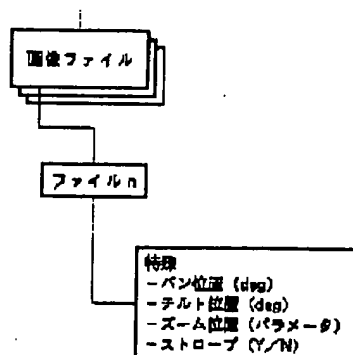 画像ファイル
ファイルn
特殊
-パン位置 (deg)
-チルト位置 (deg)
-ズーム位置 (パラメータ)
-ストロープ (Y/N)